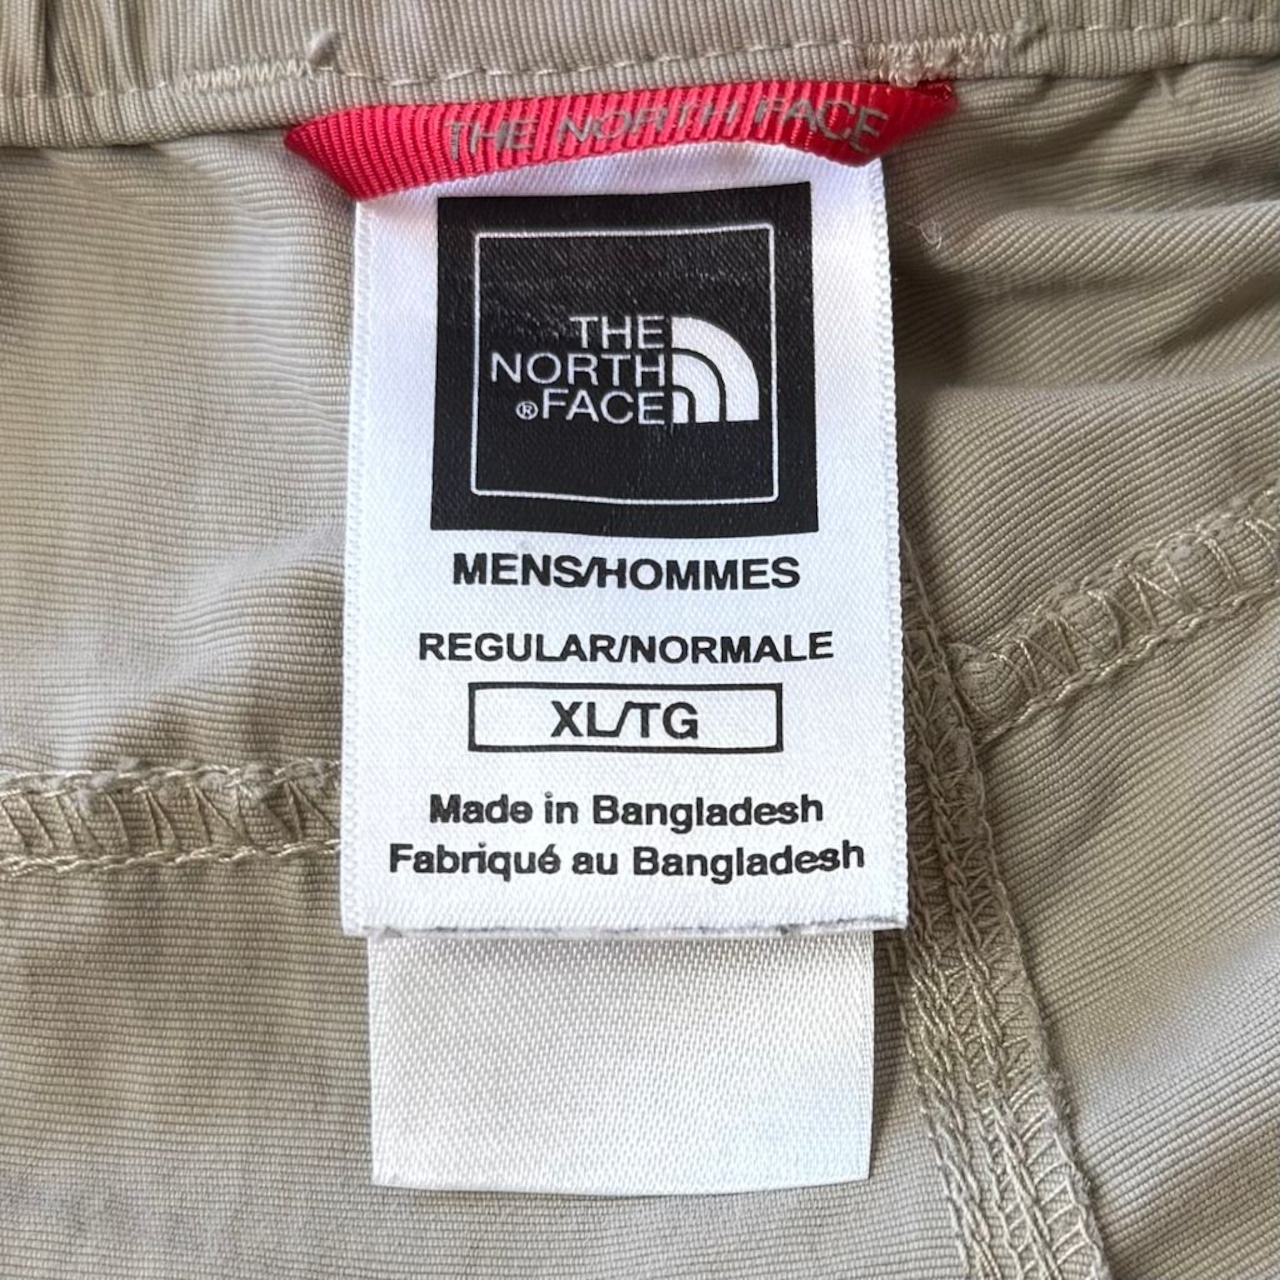 THE NORTH FACE
THE
NORTH
®FACE
MENS/HOMMES
REGULAR/NORMALE
XL/TG
Made in Bangladesh
Fabriqué au Bangladesh